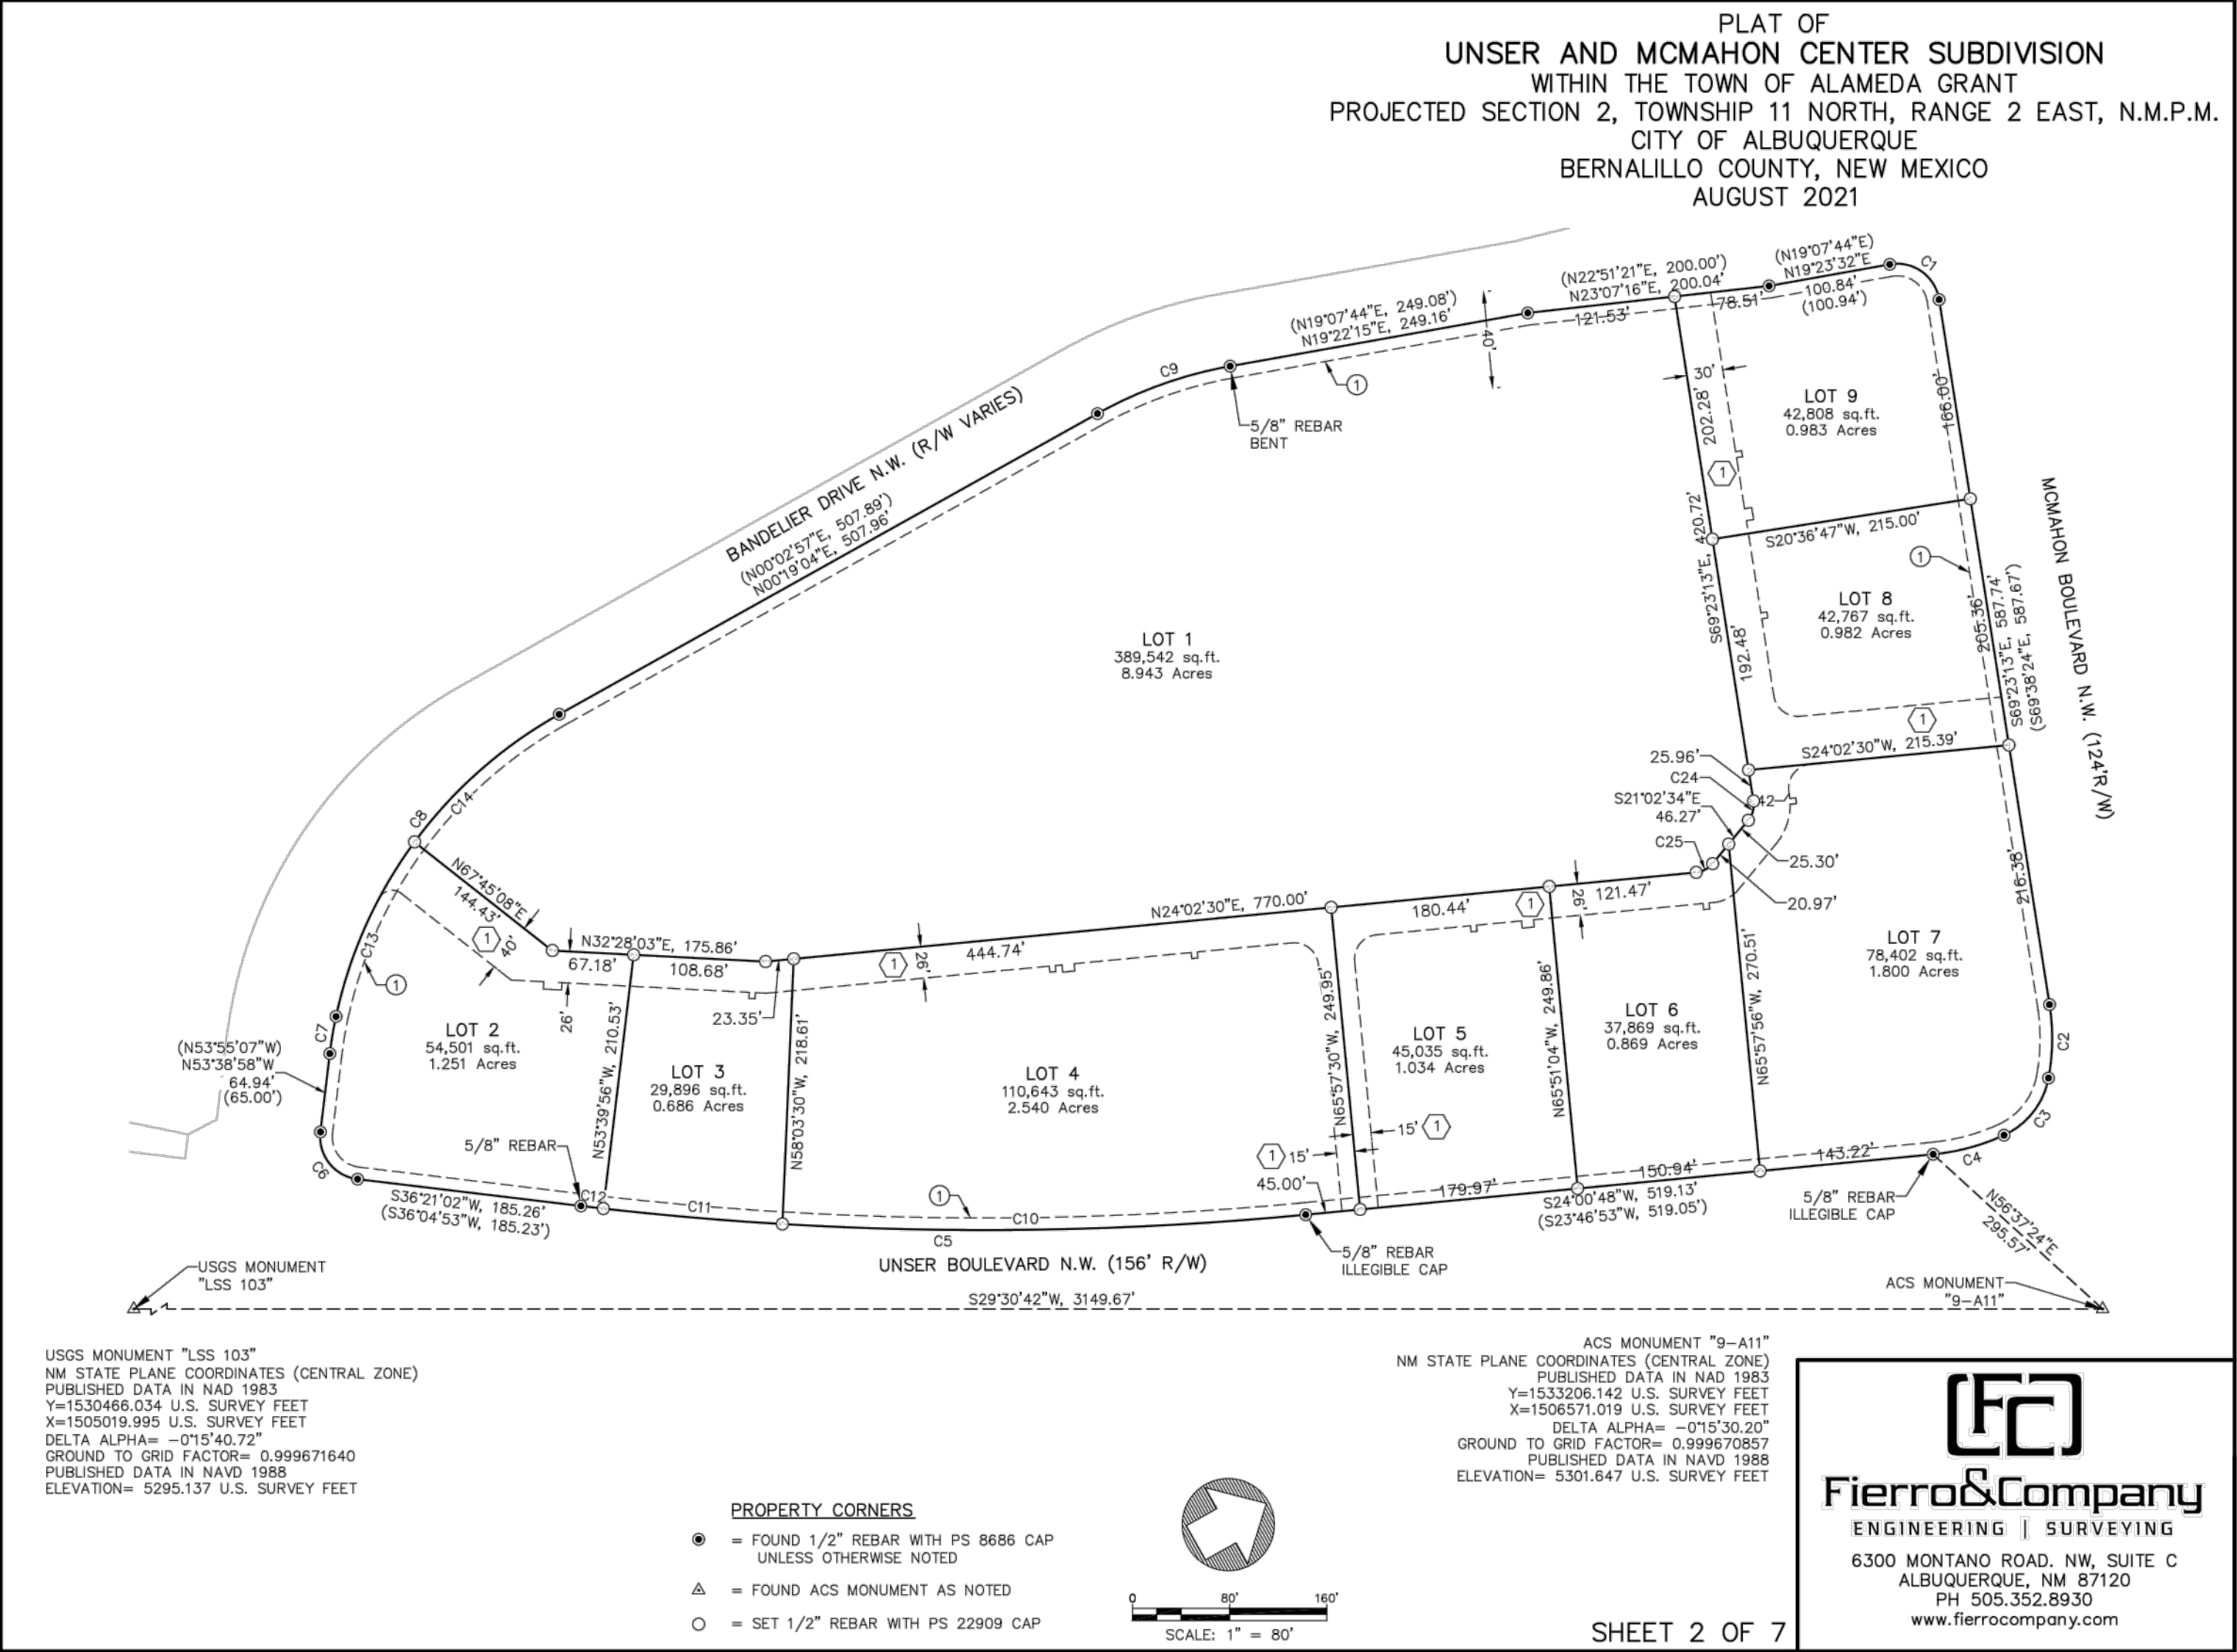 PLAT OF
UNSER AND MCMAHON CENTER SUBDIVISION
WITHIN THE TOWN OF ALAMEDA GRANT
PROJECTED SECTION 2, TOWNSHIP 11 NORTH, RANGE 2 EAST, N.M.P.M.
CITY OF ALBUQUERQUE
BERNALILLO COUNTY, NEW MEXICO
AUGUST 2021
(N19°07'44"E)
N19°23'32"E
100.84'
(100.94')
C1
(N22°51'21"E, 200.00')
N23°07'16"E, 200.04'
121.53'
78.51'
(N19°07'44"E, 249.08')
N19°22'15"E, 249.16'
40'
C9
5/8" REBAR
BENT
1
BANDELIER DRIVE N.W. (R/W VARIES)
(N00°02'57"E, 507.89')
N00°19'04"E, 507.96'
30'
202.28'
1
LOT 9
42,808 sq.ft.
0.983 Acres
166.00'
S20°36'47"W, 215.00'
S69°23'13"E, 420.72'
192.48'
1
LOT 8
42,767 sq.ft.
0.982 Acres
205.36'
S69°23'13"E, 587.74'
(S69°38'24"E, 587.67')
MCMAHON BOULEVARD N.W. (124'R/W)
1
S24°02'30"W, 215.39'
LOT 1
389,542 sq.ft.
8.943 Acres
25.96'
C24
42
S21°02'34"E
46.27'
C25
25.30'
20.97'
216.38'
C8
C14
N67°45'08"E
144.43'
1
40'
C13
1
N32°28'03"E, 175.86'
67.18'
108.68'
26'
23.35'
N24°02'30"E, 770.00'
444.74'
1
26'
180.44'
1
26'
121.47'
LOT 7
78,402 sq.ft.
1.800 Acres
C7
(N53°55'07"W)
N53°38'58"W
64.94'
(65.00')
LOT 2
54,501 sq.ft.
1.251 Acres
N53°39'56"W, 210.53'
LOT 3
29,896 sq.ft.
0.686 Acres
N58°03'30"W, 218.61'
LOT 4
110,643 sq.ft.
2.540 Acres
N65°57'30"W, 249.95'
LOT 5
45,035 sq.ft.
1.034 Acres
N65°51'04"W, 249.86'
LOT 6
37,869 sq.ft.
0.869 Acres
N65°57'56"W, 270.51'
C2
C3
C4
15'
1
1
15'
45.00'
5/8" REBAR
C6
C12
C11
1
C10
C5
S36°21'02"W, 185.26'
(S36°04'53"W, 185.23')
179.97'
150.94'
143.22'
S24°00'48"W, 519.13'
(S23°46'53"W, 519.05')
5/8" REBAR
ILLEGIBLE CAP
N56°37'24"E
295.57'
5/8" REBAR
ILLEGIBLE CAP
UNSER BOULEVARD N.W. (156' R/W)
USGS MONUMENT
"LSS 103"
ACS MONUMENT
"9-A11"
S29°30'42"W, 3149.67'
USGS MONUMENT "LSS 103"
NM STATE PLANE COORDINATES (CENTRAL ZONE)
PUBLISHED DATA IN NAD 1983
Y=1530466.034 U.S. SURVEY FEET
X=1505019.995 U.S. SURVEY FEET
DELTA ALPHA= -0°15'40.72"
GROUND TO GRID FACTOR= 0.999671640
PUBLISHED DATA IN NAVD 1988
ELEVATION= 5295.137 U.S. SURVEY FEET
ACS MONUMENT "9-A11"
NM STATE PLANE COORDINATES (CENTRAL ZONE)
PUBLISHED DATA IN NAD 1983
Y=1533206.142 U.S. SURVEY FEET
X=1506571.019 U.S. SURVEY FEET
DELTA ALPHA= -0°15'30.20"
GROUND TO GRID FACTOR= 0.999670857
PUBLISHED DATA IN NAVD 1988
ELEVATION= 5301.647 U.S. SURVEY FEET
PROPERTY CORNERS
= FOUND 1/2" REBAR WITH PS 8686 CAP
UNLESS OTHERWISE NOTED
= FOUND ACS MONUMENT AS NOTED
= SET 1/2" REBAR WITH PS 22909 CAP
0 80' 160'
SCALE: 1" = 80'
SHEET 2 OF 7
FC
Fierro&Company
ENGINEERING | SURVEYING
6300 MONTANO ROAD. NW, SUITE C
ALBUQUERQUE, NM 87120
PH 505.352.8930
www.fierrocompany.com